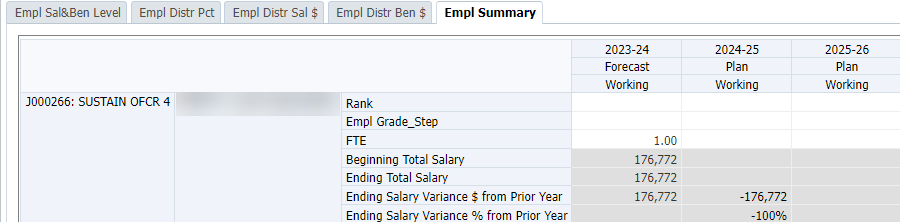 Empl Sal&Ben Level Empl Distr Pct Empl Distr Sal $ Empl Distr Ben $ Empl Summary
2023-24 2024-25 2025-26
Forecast Plan Plan
Working Working Working
J000266: SUSTAIN OFCR 4 Rank
Empl Grade_Step
FTE 1.00
Beginning Total Salary 176,772
Ending Total Salary 176,772
Ending Salary Variance $ from Prior Year 176,772 -176,772
Ending Salary Variance % from Prior Year -100%